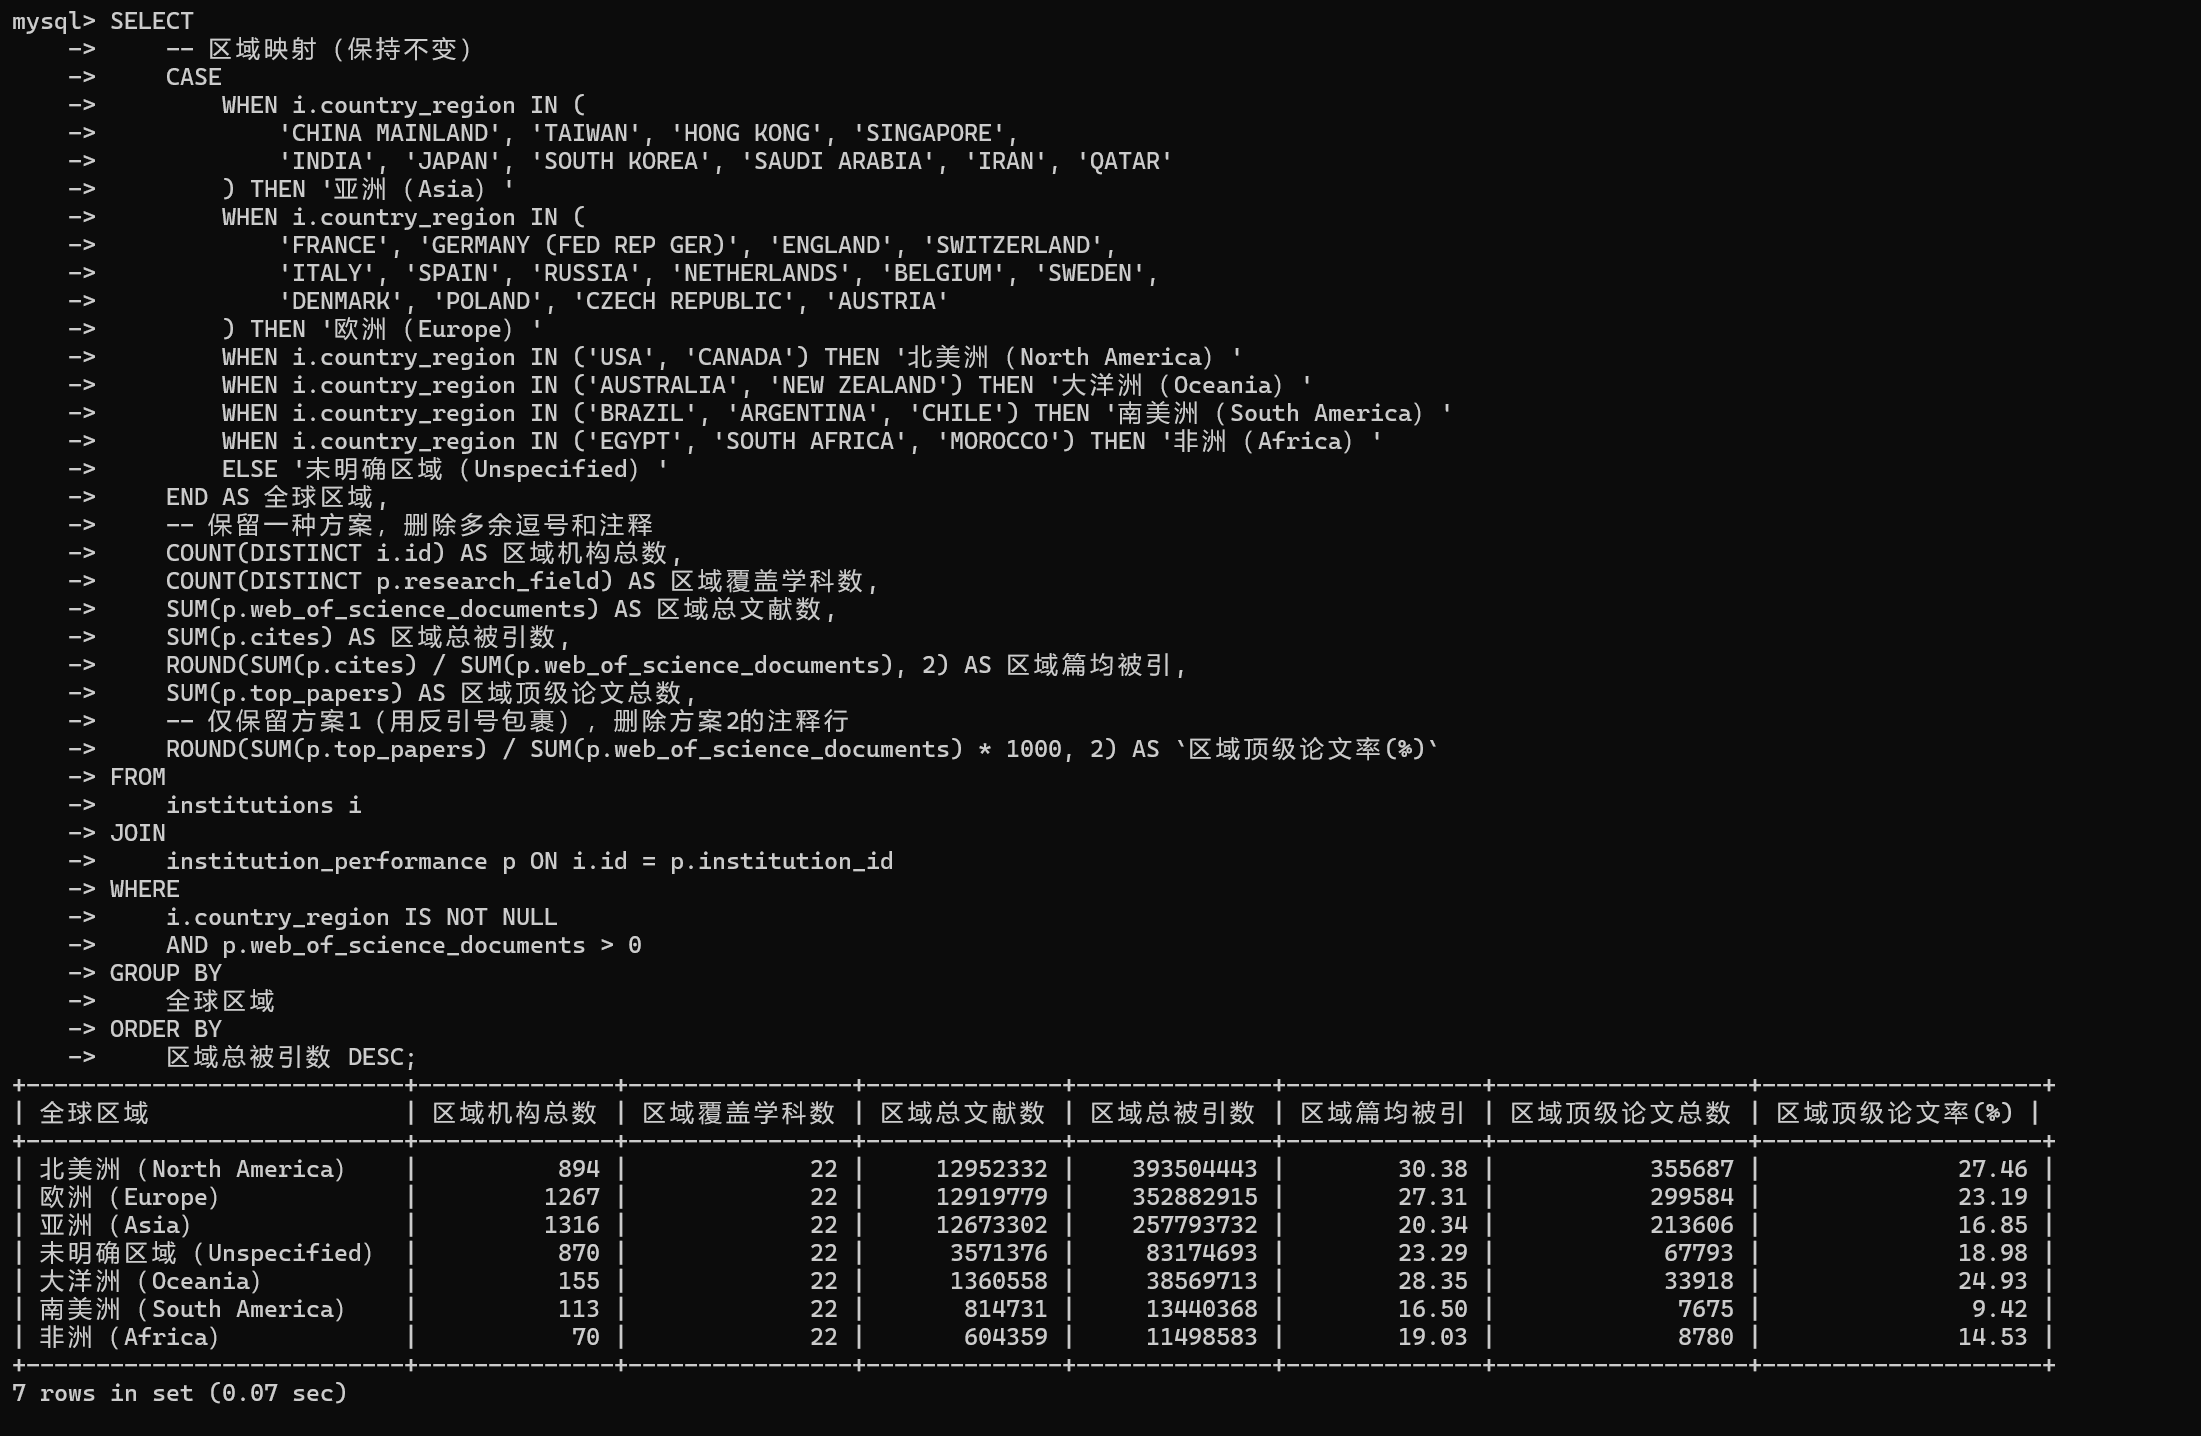 mysql> SELECT
    ->     -- 区域映射（保持不变）
    ->     CASE
    ->         WHEN i.country_region IN (
    ->             'CHINA MAINLAND', 'TAIWAN', 'HONG KONG', 'SINGAPORE',
    ->             'INDIA', 'JAPAN', 'SOUTH KOREA', 'SAUDI ARABIA', 'IRAN', 'QATAR'
    ->         ) THEN '亚洲（Asia）'
    ->         WHEN i.country_region IN (
    ->             'FRANCE', 'GERMANY (FED REP GER)', 'ENGLAND', 'SWITZERLAND',
    ->             'ITALY', 'SPAIN', 'RUSSIA', 'NETHERLANDS', 'BELGIUM', 'SWEDEN',
    ->             'DENMARK', 'POLAND', 'CZECH REPUBLIC', 'AUSTRIA'
    ->         ) THEN '欧洲（Europe）'
    ->         WHEN i.country_region IN ('USA', 'CANADA') THEN '北美洲（North America）'
    ->         WHEN i.country_region IN ('AUSTRALIA', 'NEW ZEALAND') THEN '大洋洲（Oceania）'
    ->         WHEN i.country_region IN ('BRAZIL', 'ARGENTINA', 'CHILE') THEN '南美洲（South America）'
    ->         WHEN i.country_region IN ('EGYPT', 'SOUTH AFRICA', 'MOROCCO') THEN '非洲（Africa）'
    ->         ELSE '未明确区域（Unspecified）'
    ->     END AS 全球区域,
    ->     -- 保留一种方案，删除多余逗号和注释
    ->     COUNT(DISTINCT i.id) AS 区域机构总数,
    ->     COUNT(DISTINCT p.research_field) AS 区域覆盖学科数,
    ->     SUM(p.web_of_science_documents) AS 区域总文献数,
    ->     SUM(p.cites) AS 区域总被引数,
    ->     ROUND(SUM(p.cites) / SUM(p.web_of_science_documents), 2) AS 区域篇均被引,
    ->     SUM(p.top_papers) AS 区域顶级论文总数,
    ->     -- 仅保留方案1（用反引号包裹），删除方案2的注释行
    ->     ROUND(SUM(p.top_papers) / SUM(p.web_of_science_documents) * 1000, 2) AS `区域顶级论文率(‰)`
    -> FROM
    ->     institutions i
    -> JOIN
    ->     institution_performance p ON i.id = p.institution_id
    -> WHERE
    ->     i.country_region IS NOT NULL
    ->     AND p.web_of_science_documents > 0
    -> GROUP BY
    ->     全球区域
    -> ORDER BY
    ->     区域总被引数 DESC;
+---------------------------+--------------+----------------+--------------+--------------+--------------+------------------+--------------------+
| 全球区域 | 区域机构总数 | 区域覆盖学科数 | 区域总文献数 | 区域总被引数 | 区域篇均被引 | 区域顶级论文总数 | 区域顶级论文率(‰) |
+---------------------------+--------------+----------------+--------------+--------------+--------------+------------------+--------------------+
| 北美洲（North America） | 894 | 22 | 12952332 | 393504443 | 30.38 | 355687 | 27.46 |
| 欧洲（Europe） | 1267 | 22 | 12919779 | 352882915 | 27.31 | 299584 | 23.19 |
| 亚洲（Asia） | 1316 | 22 | 12673302 | 257793732 | 20.34 | 213606 | 16.85 |
| 未明确区域（Unspecified） | 870 | 22 | 3571376 | 83174693 | 23.29 | 67793 | 18.98 |
| 大洋洲（Oceania） | 155 | 22 | 1360558 | 38569713 | 28.35 | 33918 | 24.93 |
| 南美洲（South America） | 113 | 22 | 814731 | 13440368 | 16.50 | 7675 | 9.42 |
| 非洲（Africa） | 70 | 22 | 604359 | 11498583 | 19.03 | 8780 | 14.53 |
+---------------------------+--------------+----------------+--------------+--------------+--------------+------------------+--------------------+
7 rows in set (0.07 sec)